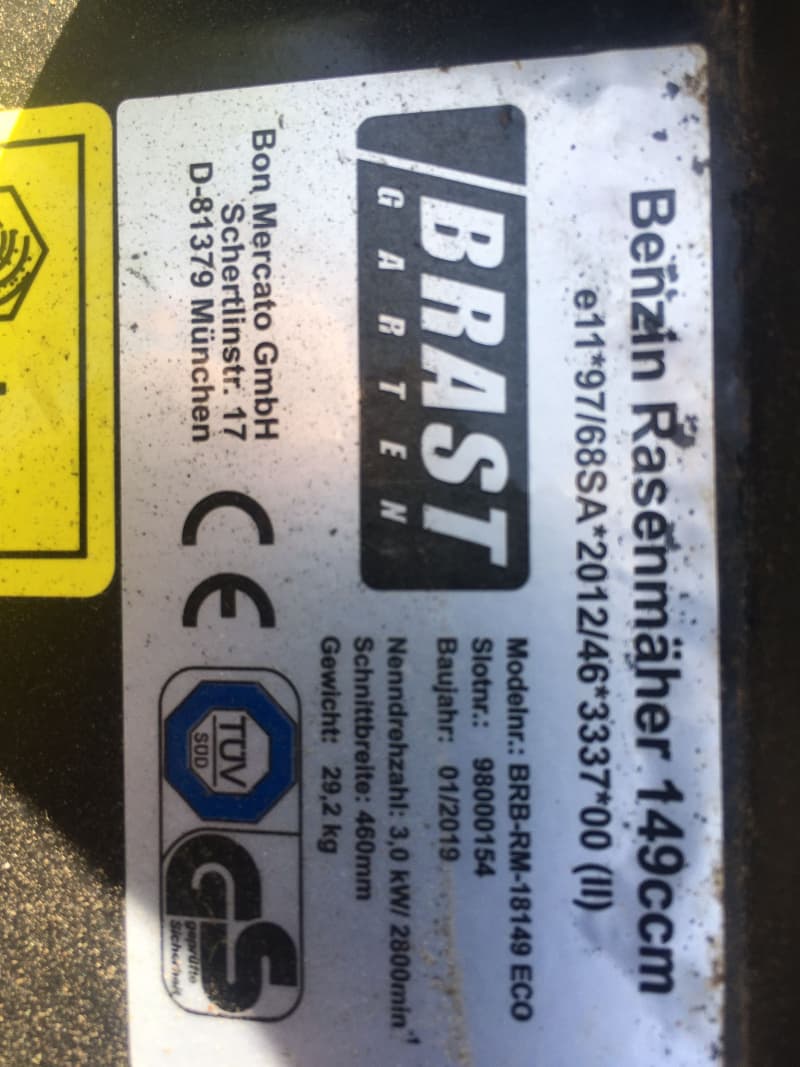 Benzin Rasenmäher 149ccm
e11*97/68SA*2012/46*3337*00 (II)
BRAST
GARTEN
Modelnr.: BRB-RM-18149 ECO
Slotnr.: 98000154
Baujahr: 01/2019
Nenndrehzahl: 3,0 kW/ 2800min⁻¹
Schnittbreite: 460mm
Gewicht: 29,2 kg
Bon Mercato GmbH
Schertlinstr. 17
D-81379 München
CE
TÜV
SÜD
GS
geprüfte
Sicherheit